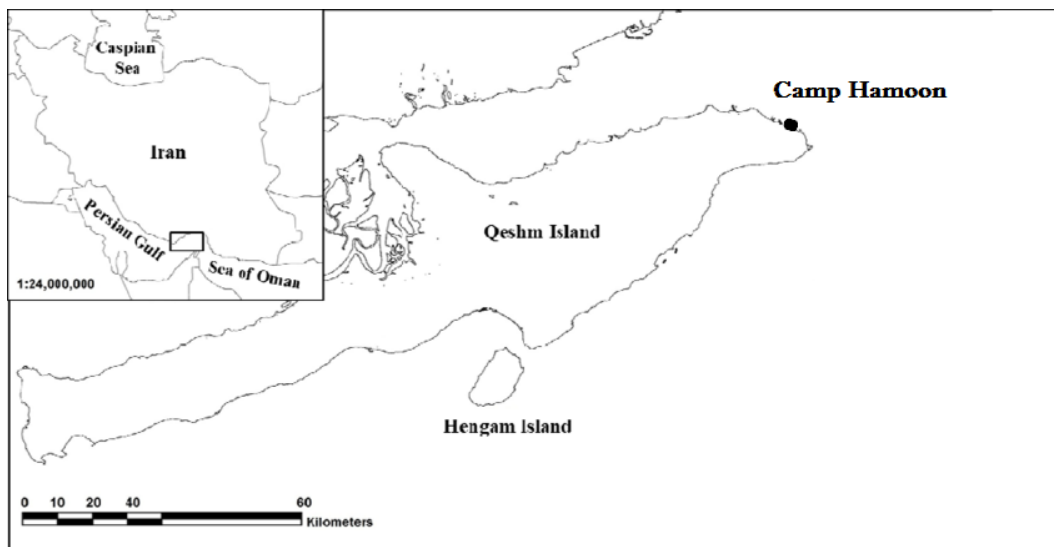 Caspian
Sea
Iran
Persian Gulf
Sea of Oman
1:24,000,000
Camp Hamoon
Qeshm Island
Hengam Island
0 10 20 40 60
Kilometers